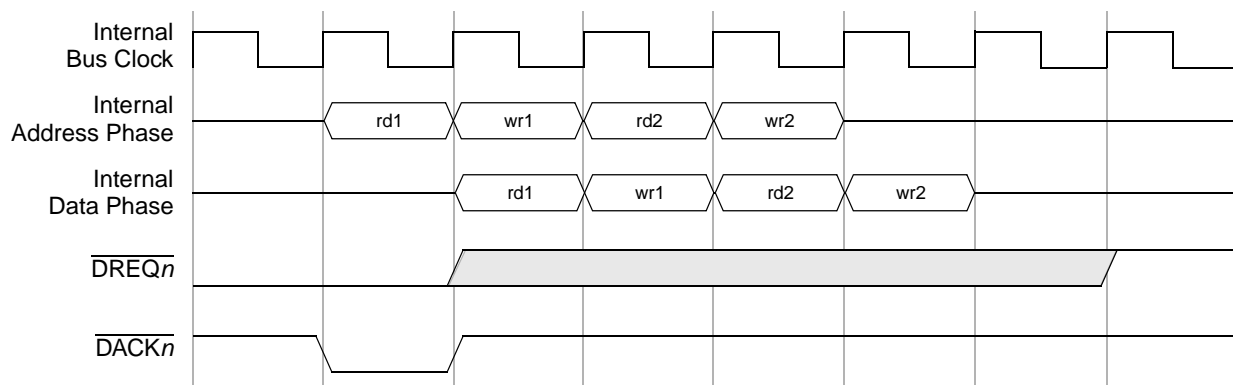 Internal
Bus Clock
Internal
Address Phase
rd1 wr1 rd2 wr2
Internal
Data Phase
rd1 wr1 rd2 wr2
DREQn
DACKn